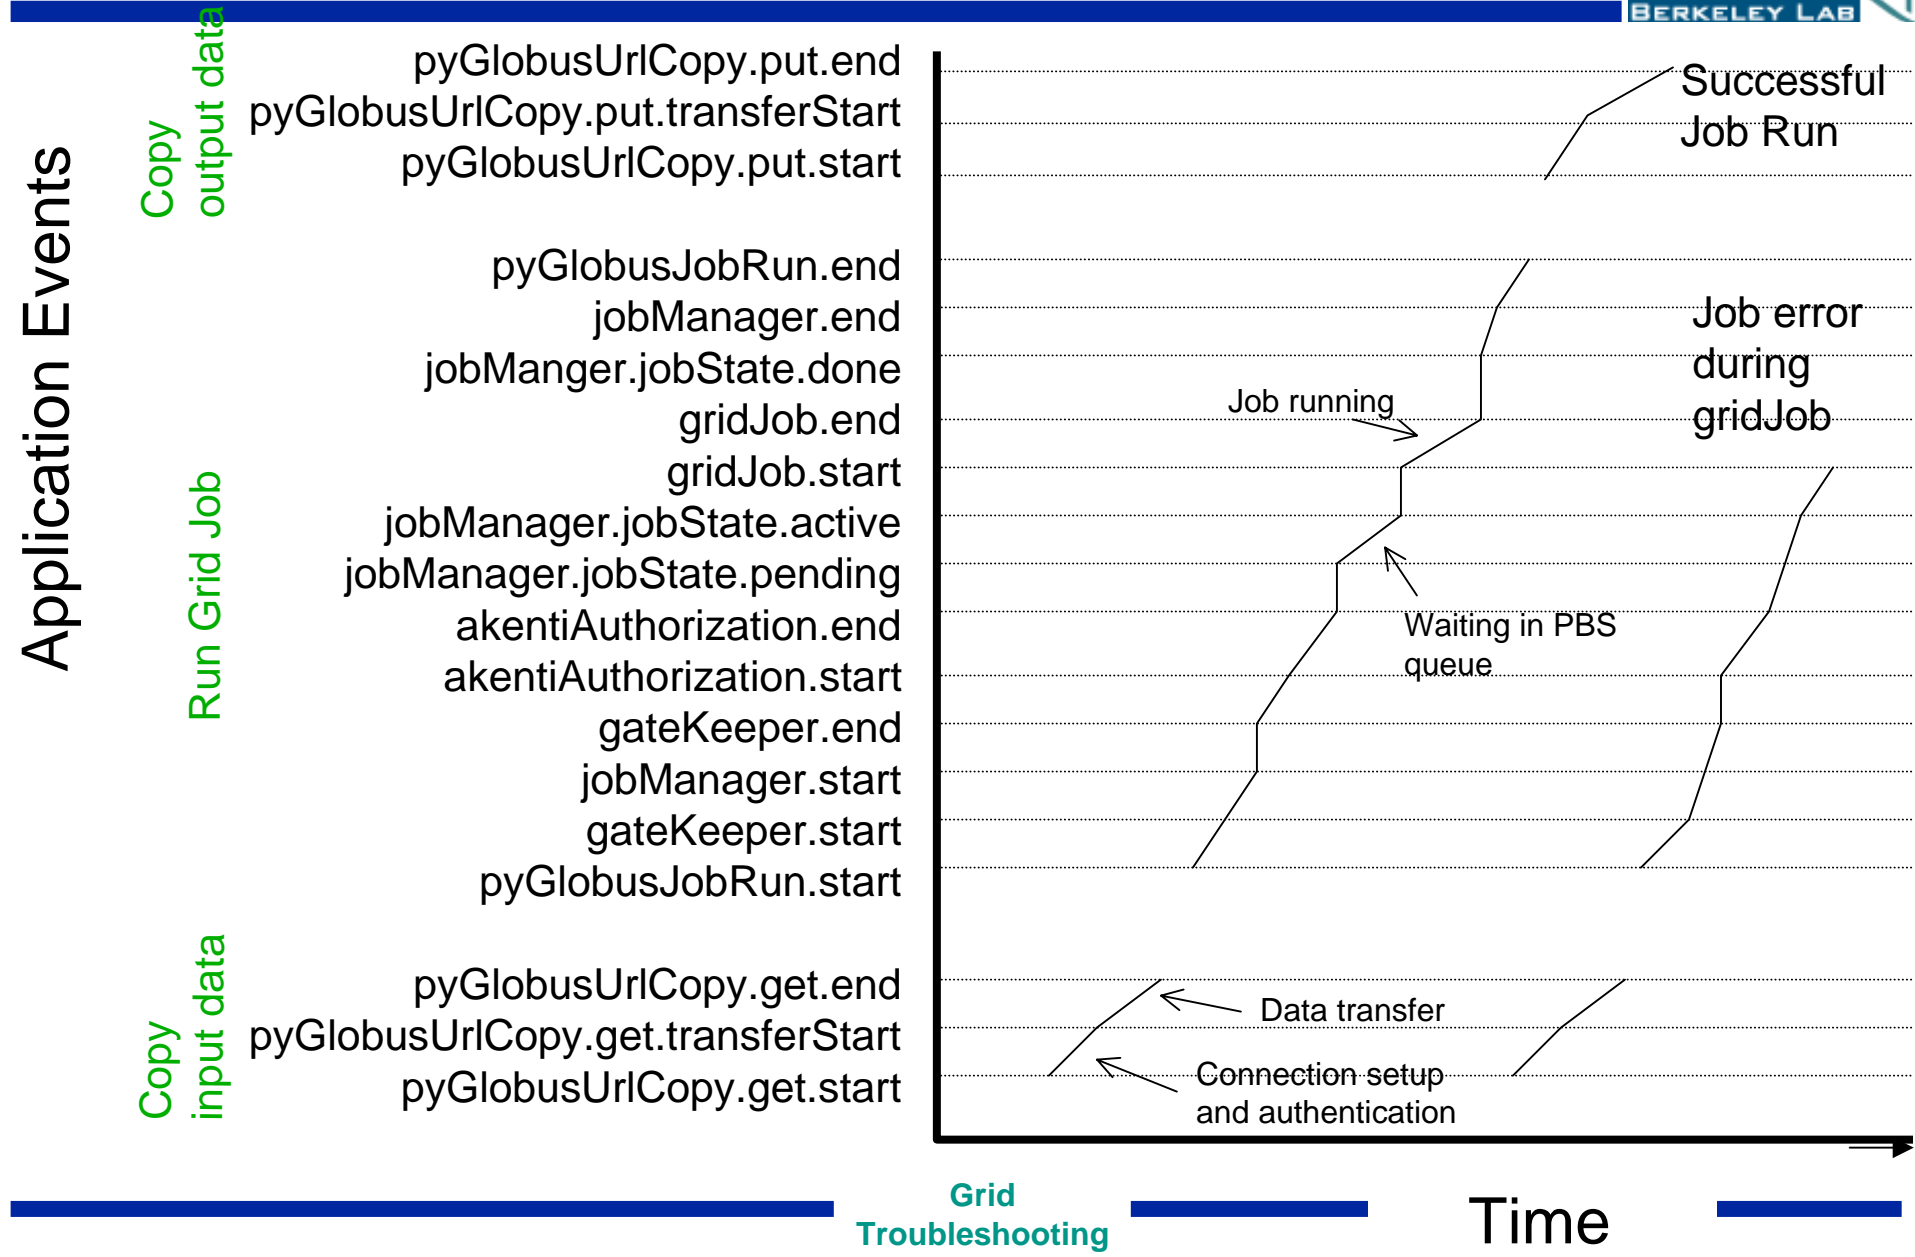 BERKELEY LAB
Application Events
Copy
output data
pyGlobusUrlCopy.put.end
pyGlobusUrlCopy.put.transferStart
pyGlobusUrlCopy.put.start
Run Grid Job
pyGlobusJobRun.end
jobManager.end
jobManger.jobState.done
gridJob.end
gridJob.start
jobManager.jobState.active
jobManager.jobState.pending
akentiAuthorization.end
akentiAuthorization.start
gateKeeper.end
jobManager.start
gateKeeper.start
pyGlobusJobRun.start
Copy
input data
pyGlobusUrlCopy.get.end
pyGlobusUrlCopy.get.transferStart
pyGlobusUrlCopy.get.start
Successful
Job Run
Job error
during
gridJob
Job running
Waiting in PBS
queue
Data transfer
Connection setup
and authentication
Grid
Troubleshooting
Time